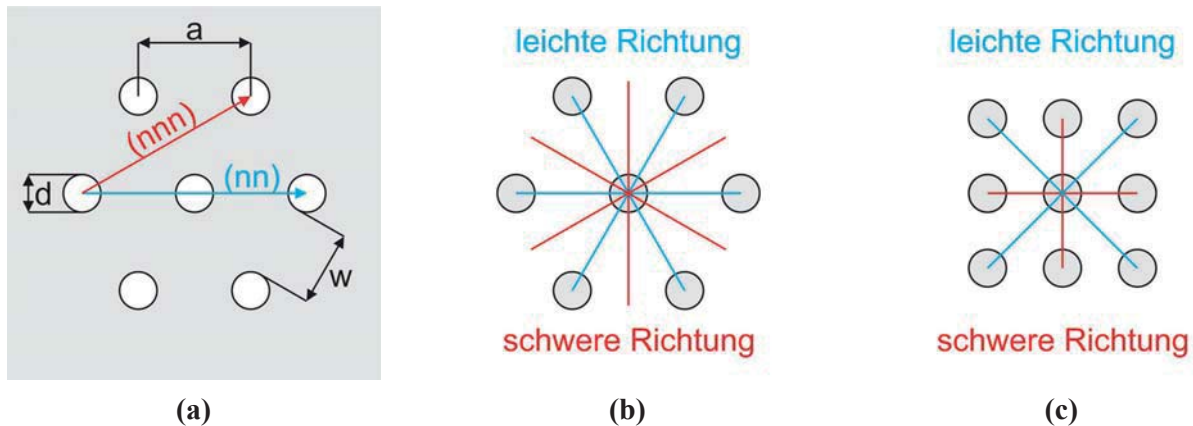 a
(nnn)
(nn)
d
w
(a)
leichte Richtung
schwere Richtung
(b)
leichte Richtung
schwere Richtung
(c)